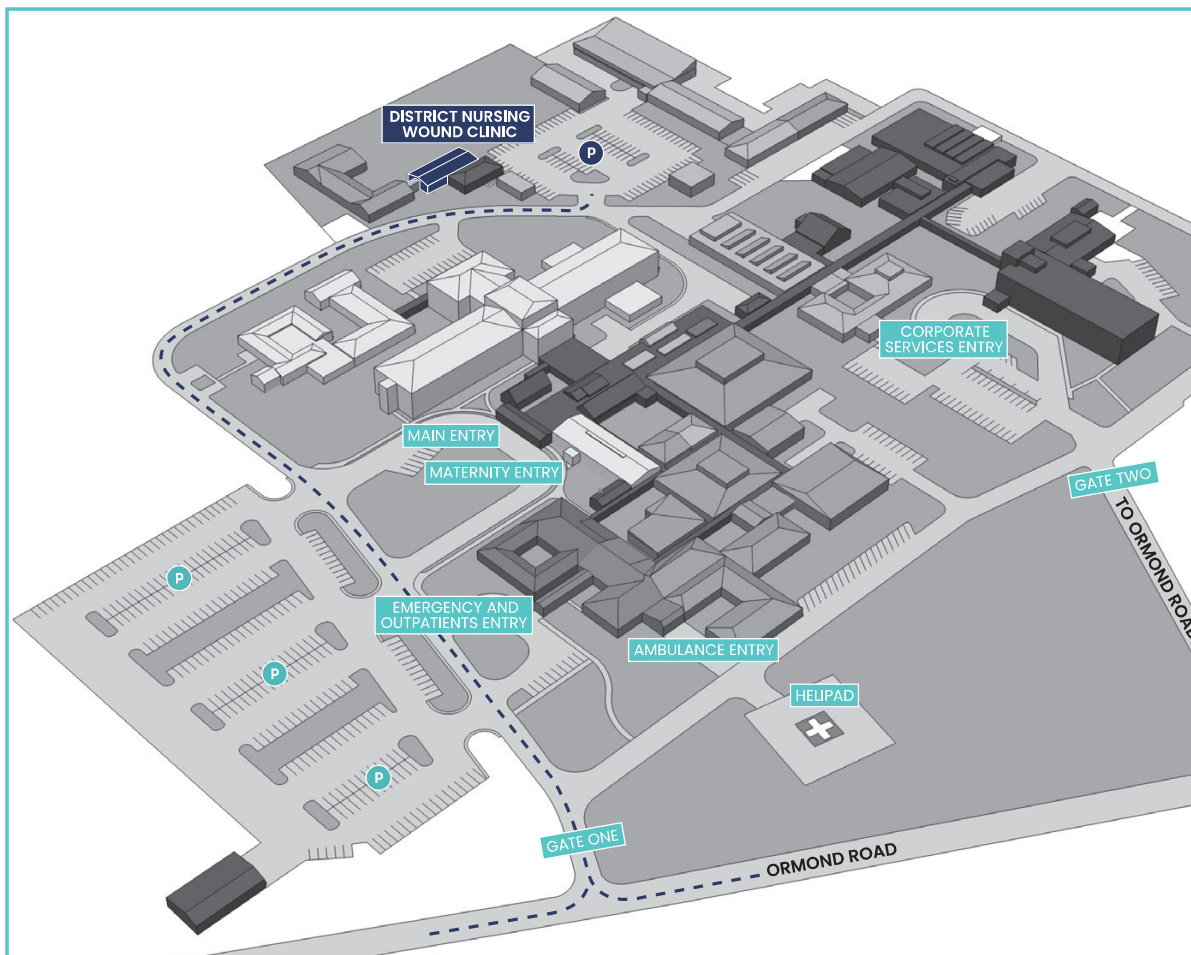 DISTRICT NURSING
WOUND CLINIC
P
CORPORATE
SERVICES ENTRY
MAIN ENTRY
MATERNITY ENTRY
GATE TWO
TO ORMOND ROAD
P
EMERGENCY AND
OUTPATIENTS ENTRY
AMBULANCE ENTRY
P
HELIPAD
P
GATE ONE
ORMOND ROAD